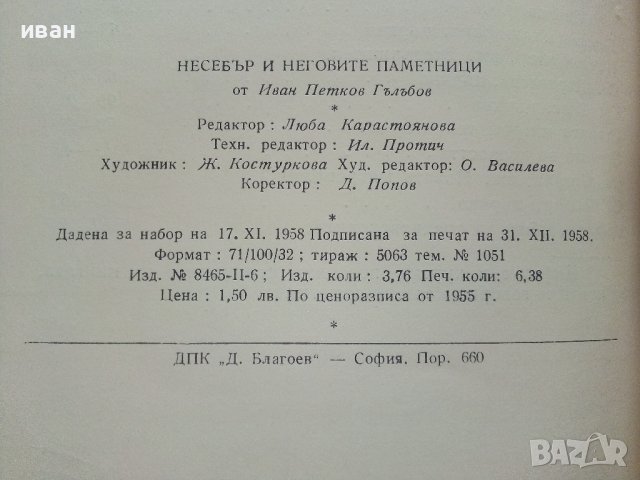 иван
НЕСЕБЪР И НЕГОВИТЕ ПАМЕТНИЦИ
от Иван Петков Гълъбов
*
Редактор : Люба Карастоянова
Техн. редактор : Ил. Протич
Художник : Ж. Костуркова Худ. редактор: О. Василева
Коректор : Д. Попов
*
Дадена за набор на 17. XI. 1958 Подписана за печат на 31. XII. 1958.
Формат : 71/100/32 ; тираж : 5063 тем. № 1051
Изд. № 8465-II-6 ; Изд. коли : 3,76 Печ. коли: 6,38
Цена : 1,50 лв. По ценоразписа от 1955 г.
*
ДПК „Д. Благоев“ — София. Пор. 660
BAZAR